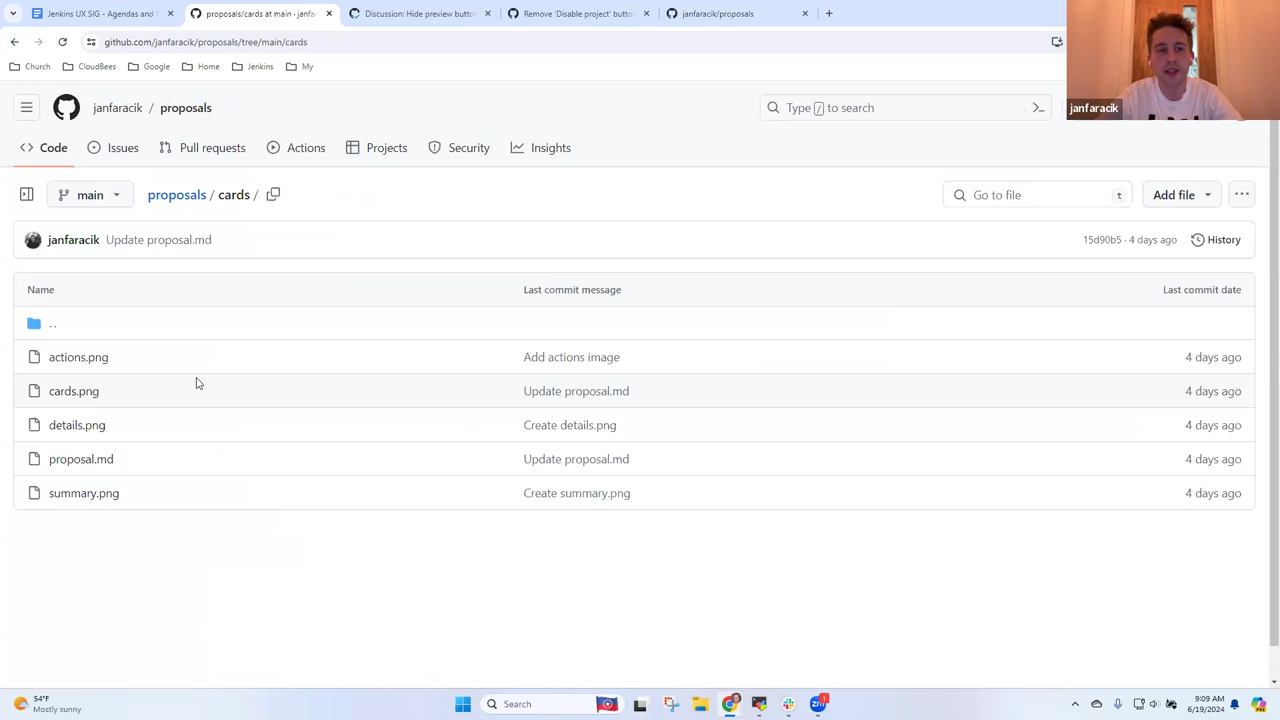 Jenkins UX SIG - Agendas and
proposals/cards at main · janfa
Discussion: Hide preview button
Remove 'Disable project' button
janfaracik/proposals
github.com/janfaracik/proposals/tree/main/cards
Church
CloudBees
Google
Home
Jenkins
My
janfaracik
janfaracik / proposals
Type / to search
Code
Issues
Pull requests
Actions
Projects
Security
Insights
main
proposals / cards /
Go to file
t
Add file
janfaracik Update proposal.md
15d90b5 · 4 days ago
History
Name
Last commit message
Last commit date
..
actions.png
Add actions image
4 days ago
cards.png
Update proposal.md
4 days ago
details.png
Create details.png
4 days ago
proposal.md
Update proposal.md
4 days ago
summary.png
Create summary.png
4 days ago
54°F
Mostly sunny
Search
9:09 AM
6/19/2024